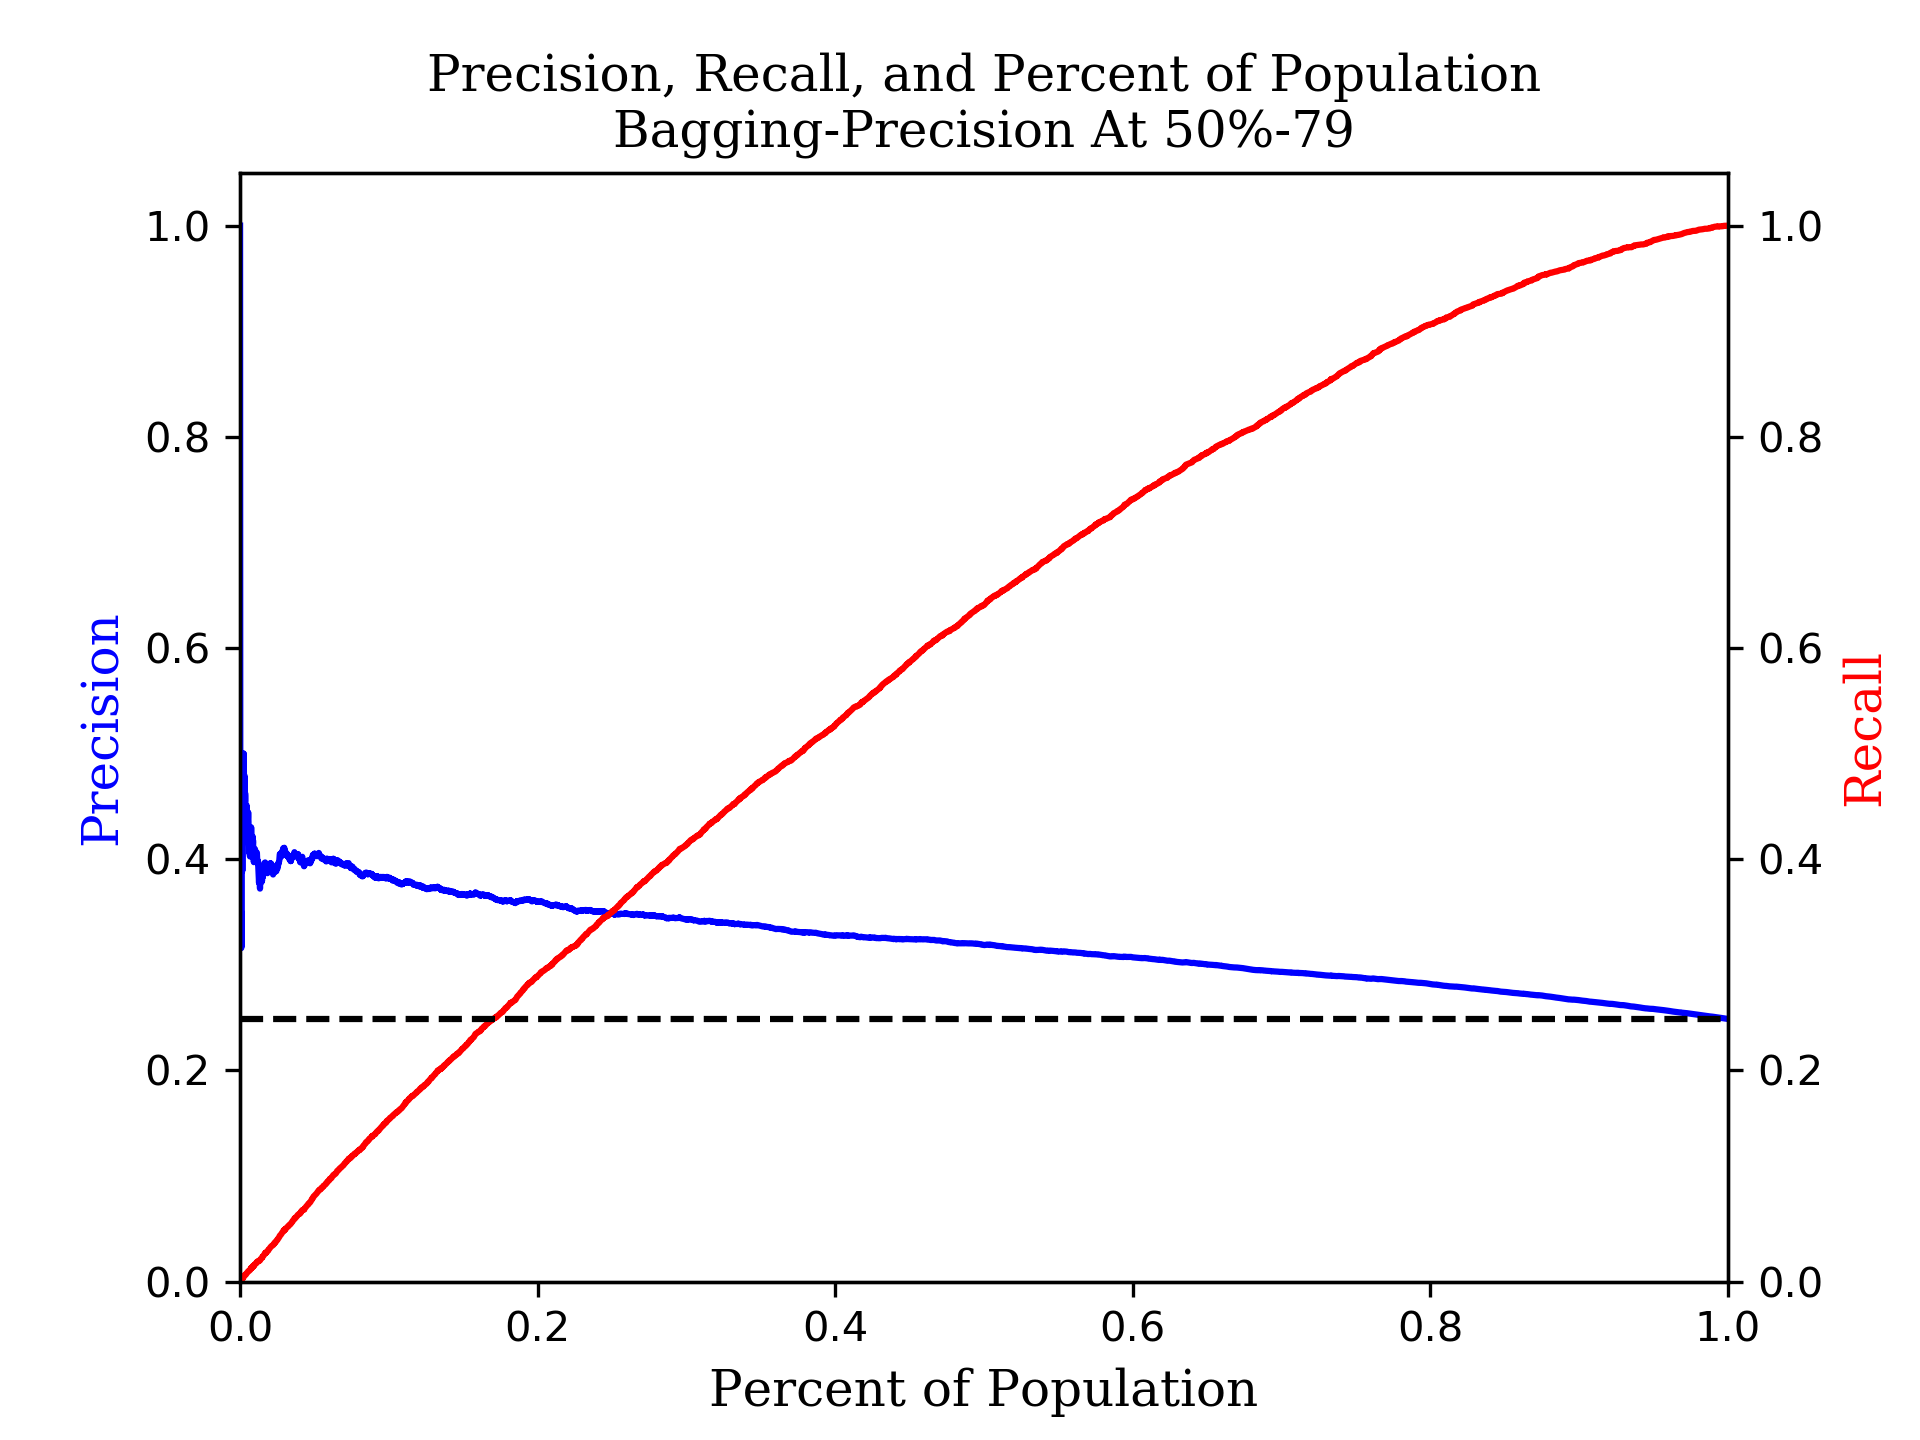 Precision, Recall, and Percent of Population
Bagging-Precision At 50%-79
1.0
0.8
0.6
0.4
0.2
0.0
Precision
1.0
0.8
0.6
0.4
0.2
0.0
Recall
0.0 0.2 0.4 0.6 0.8 1.0
Percent of Population